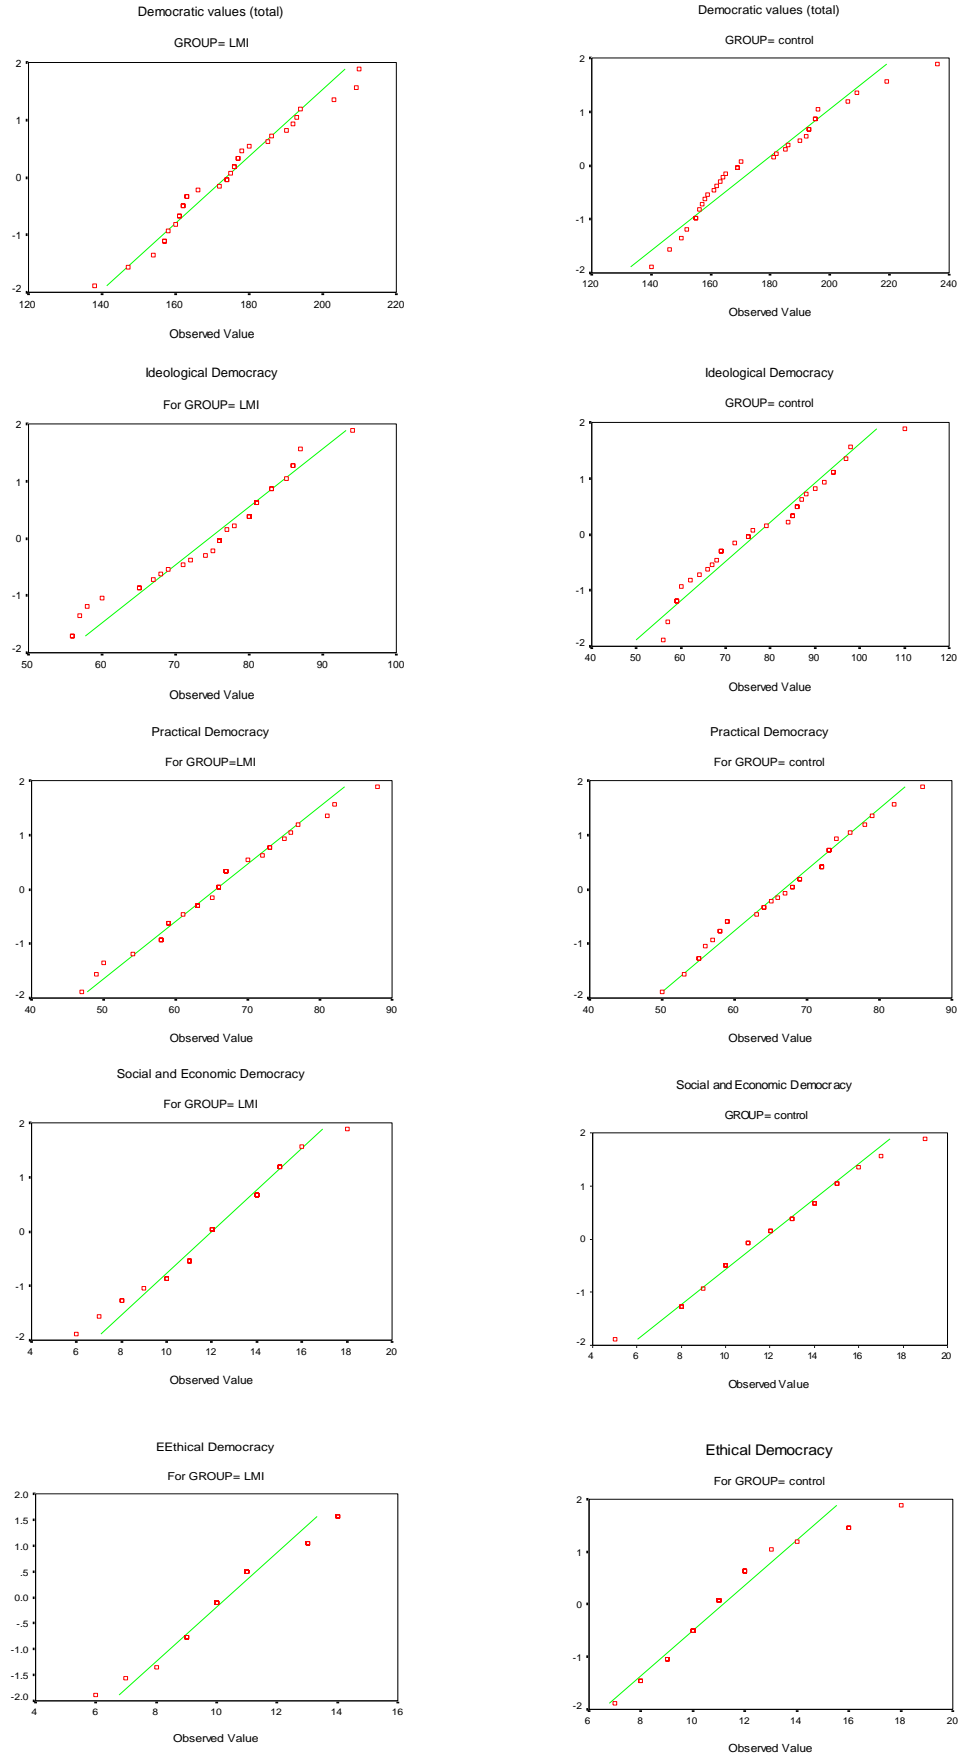 Democratic values (total)
GROUP= LMI
2
1
0
-1
-2
120 140 160 180 200 220
Observed Value
Democratic values (total)
GROUP= control
2
1
0
-1
-2
120 140 160 180 200 220 240
Observed Value
Ideological Democracy
For GROUP= LMI
2
1
0
-1
-2
50 60 70 80 90 100
Observed Value
Ideological Democracy
GROUP= control
2
1
0
-1
-2
40 50 60 70 80 90 100 110 120
Observed Value
Practical Democracy
For GROUP=LMI
2
1
0
-1
-2
40 50 60 70 80 90
Observed Value
Practical Democracy
For GROUP= control
2
1
0
-1
-2
40 50 60 70 80 90
Observed Value
Social and Economic Democracy
For GROUP= LMI
2
1
0
-1
-2
4 6 8 10 12 14 16 18 20
Observed Value
Social and Economic Democracy
GROUP= control
2
1
0
-1
-2
4 6 8 10 12 14 16 18 20
Observed Value
EEthical Democracy
For GROUP= LMI
2.0
1.5
1.0
.5
0.0
-.5
-1.0
-1.5
-2.0
4 6 8 10 12 14 16
Observed Value
Ethical Democracy
For GROUP= control
2
1
0
-1
-2
6 8 10 12 14 16 18 20
Observed Value